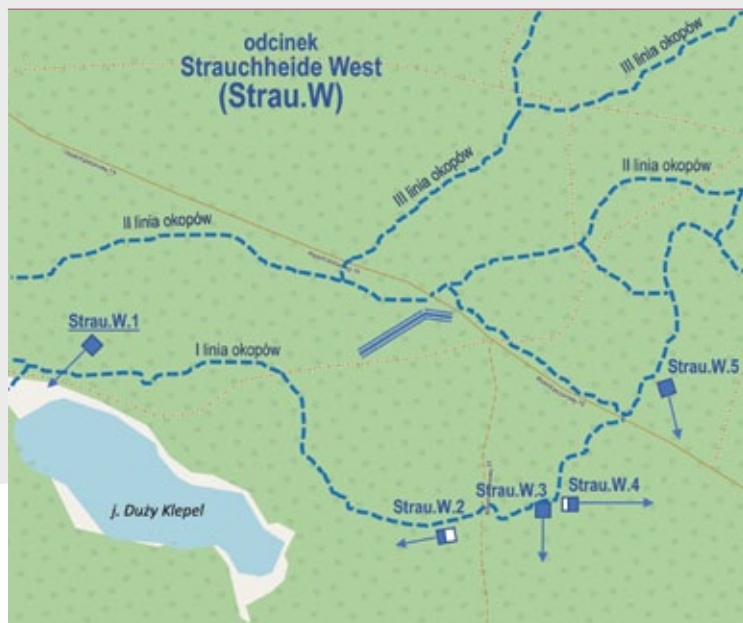 odcinek
Strauchheide West
(Strau.W)
III linia okopów
II linia okopów
III linia okopów
II linia okopów
Strau.W.1
I linia okopów
Strau.W.5
Strau.W.2
Strau.W.3
Strau.W.4
j. Duży Klepel